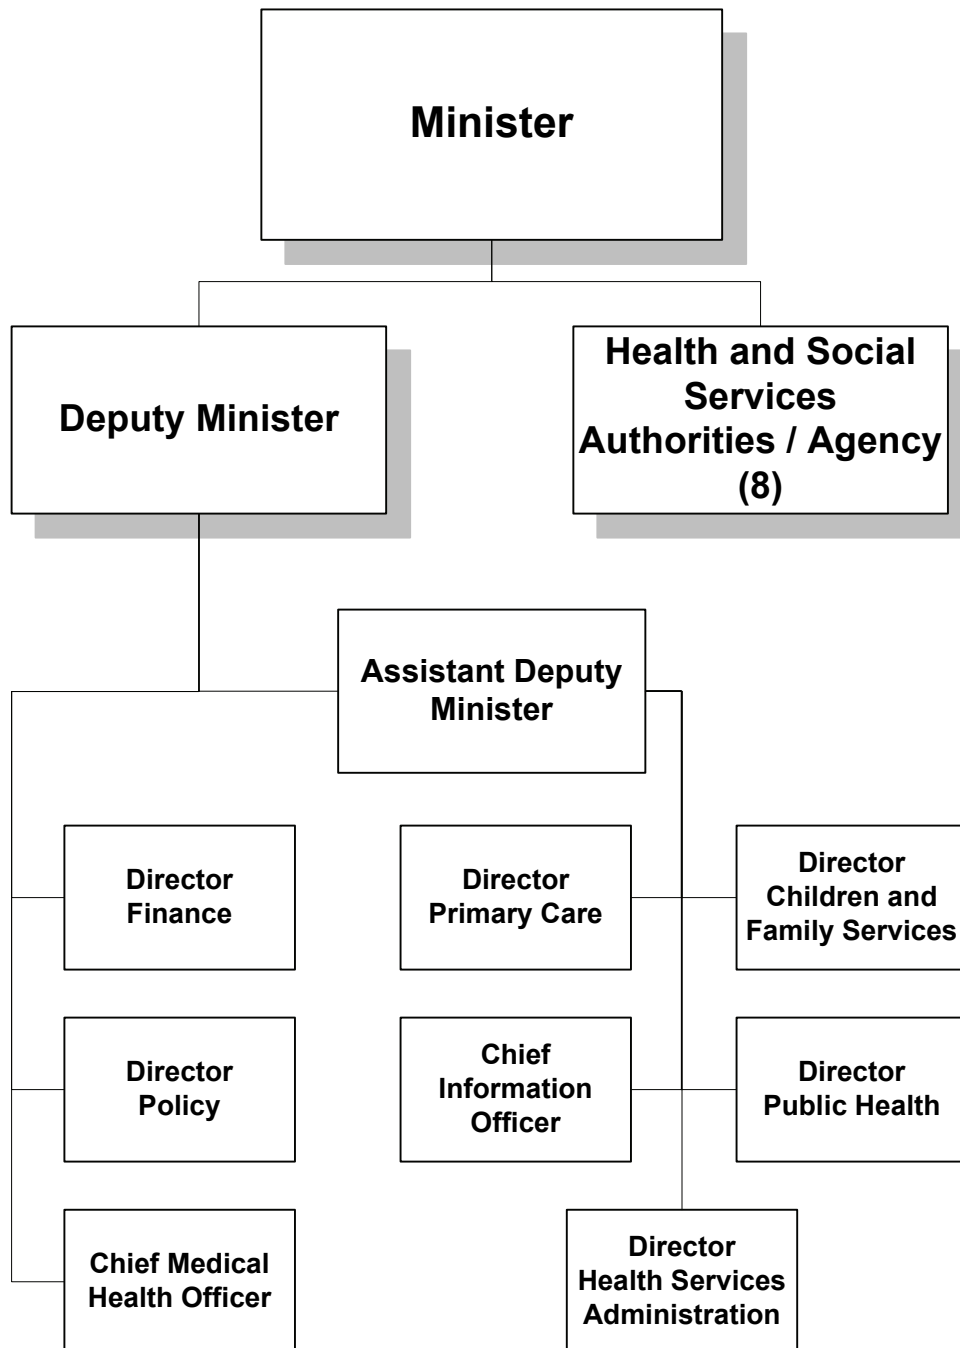 Minister
Deputy Minister
Health and Social
Services
Authorities / Agency
(8)
Assistant Deputy
Minister
Director
Finance
Director
Primary Care
Director
Children and
Family Services
Director
Policy
Chief
Information
Officer
Director
Public Health
Chief Medical
Health Officer
Director
Health Services
Administration